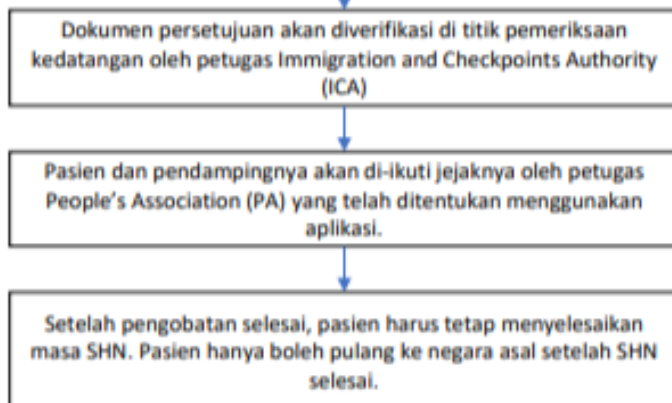 Dokumen persetujuan akan diverifikasi di titik pemeriksaan
kedatangan oleh petugas Immigration and Checkpoints Authority
(ICA)
Pasien dan pendampingnya akan di-ikuti jejaknya oleh petugas
People's Association (PA) yang telah ditentukan menggunakan
aplikasi.
Setelah pengobatan selesai, pasien harus tetap menyelesaikan
masa SHN. Pasien hanya boleh pulang ke negara asal setelah SHN
selesai.